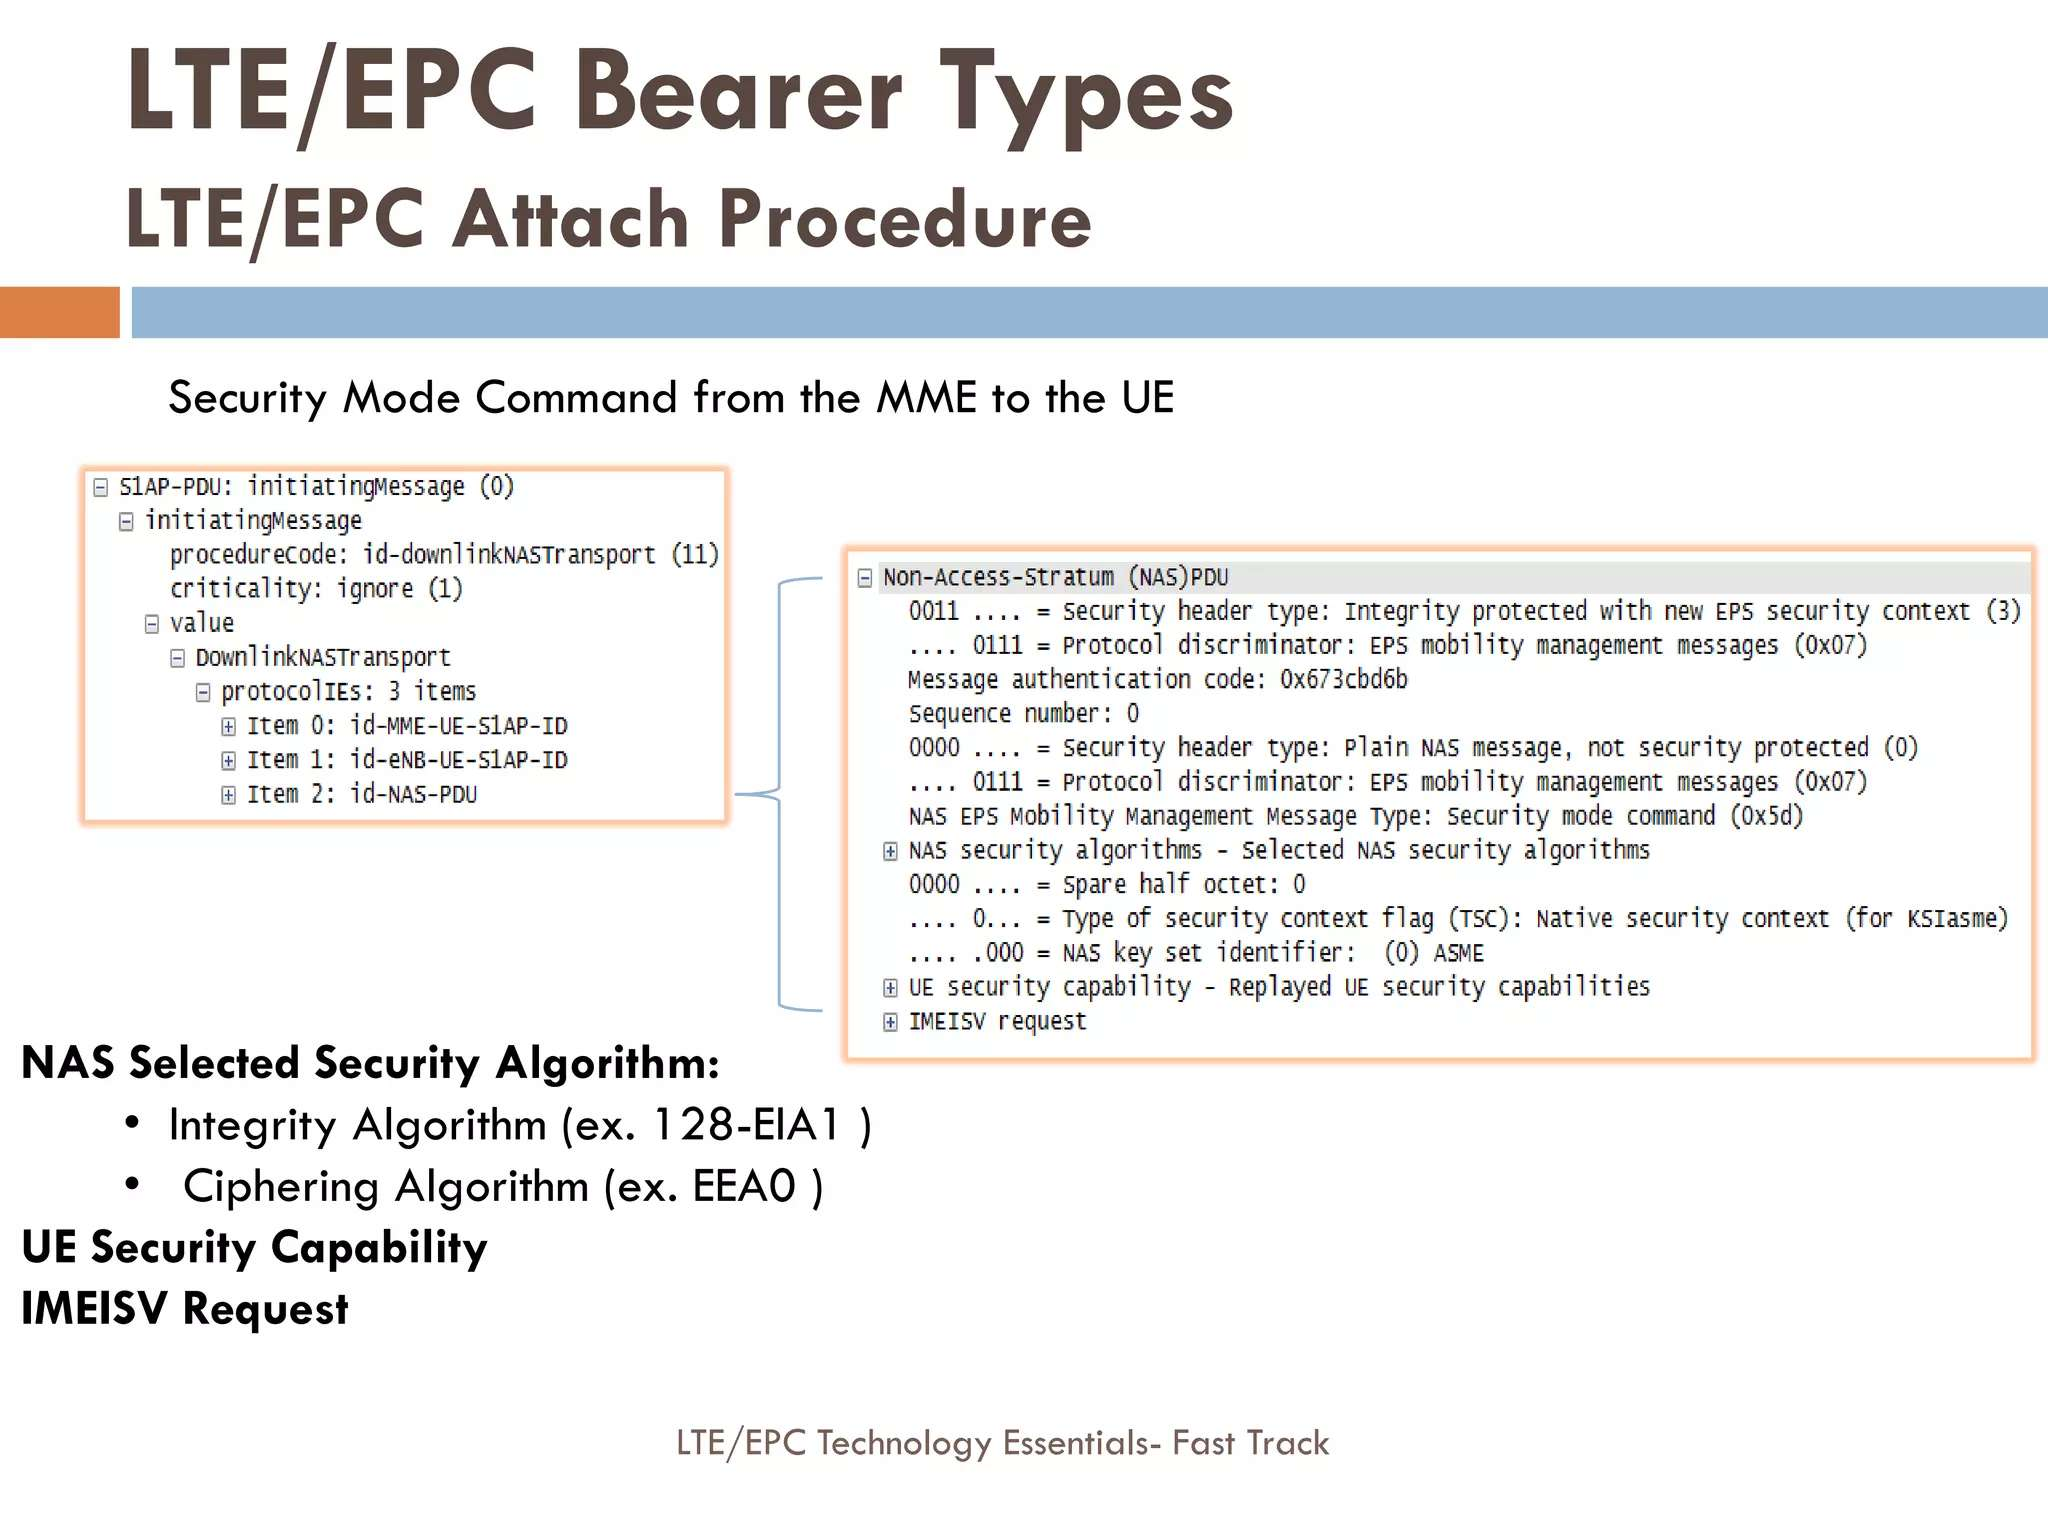 LTE/EPC Bearer Types
LTE/EPC Attach Procedure
Security Mode Command from the MME to the UE
S1AP-PDU: initiatingMessage (0)
initiatingMessage
procedureCode: id-downlinkNASTransport (11)
criticality: ignore (1)
value
DownlinkNASTransport
protocolIEs: 3 items
Item 0: id-MME-UE-S1AP-ID
Item 1: id-eNB-UE-S1AP-ID
Item 2: id-NAS-PDU
Non-Access-Stratum (NAS)PDU
0011 .... = Security header type: Integrity protected with new EPS security context (3)
.... 0111 = Protocol discriminator: EPS mobility management messages (0x07)
Message authentication code: 0x673cbd6b
Sequence number: 0
0000 .... = Security header type: Plain NAS message, not security protected (0)
.... 0111 = Protocol discriminator: EPS mobility management messages (0x07)
NAS EPS Mobility Management Message Type: Security mode command (0x5d)
NAS security algorithms - Selected NAS security algorithms
0000 .... = Spare half octet: 0
.... 0... = Type of security context flag (TSC): Native security context (for KSIasme)
.... .000 = NAS key set identifier:  (0) ASME
UE security capability - Replayed UE security capabilities
IMEISV request
NAS Selected Security Algorithm:
• Integrity Algorithm (ex. 128-EIA1 )
• Ciphering Algorithm (ex. EEA0 )
UE Security Capability
IMEISV Request
LTE/EPC Technology Essentials- Fast Track